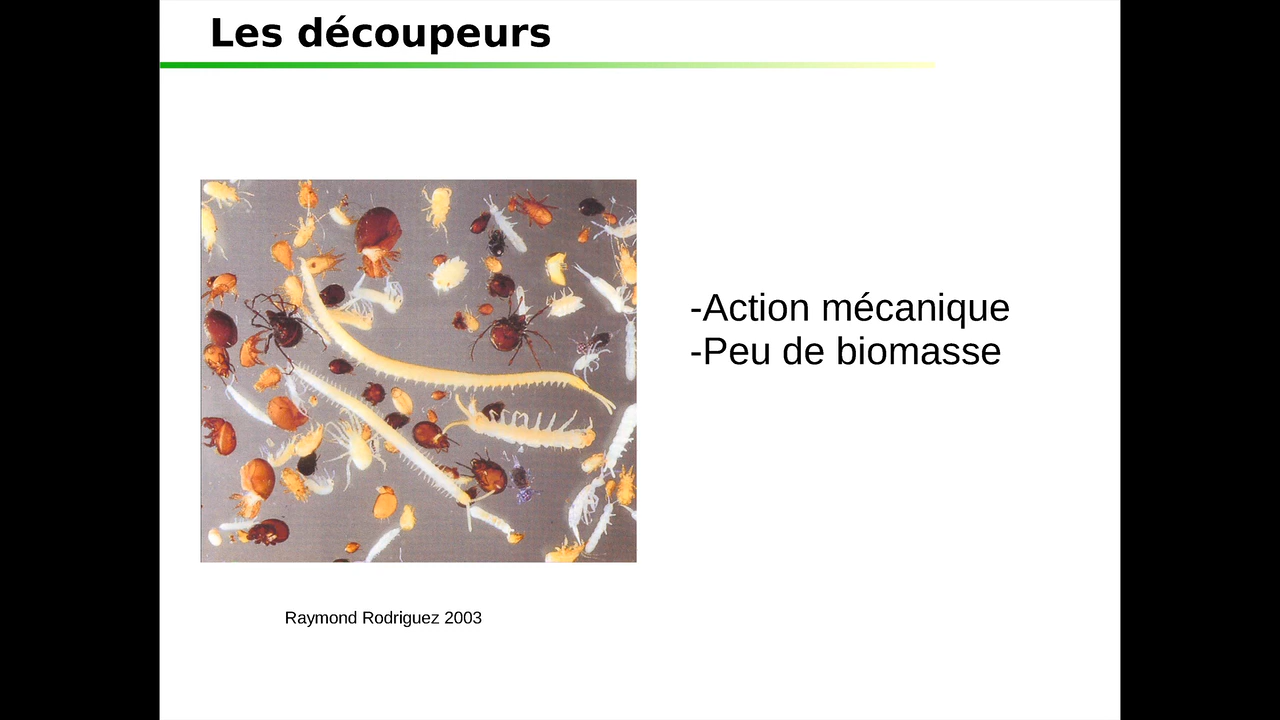 Les découpeurs
-Action mécanique
-Peu de biomasse
Raymond Rodriguez 2003